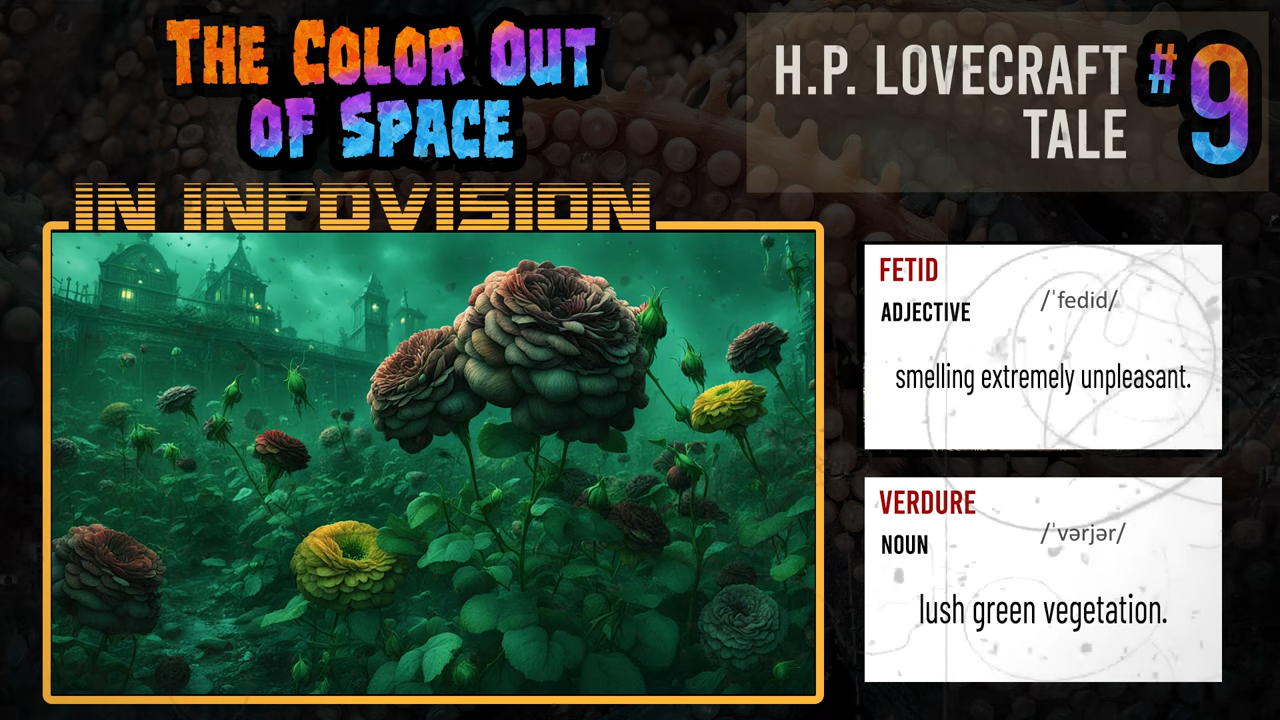 THE COLOR OUT
OF SPACE
H.P. LOVECRAFT #9
TALE
IN INFOVISION
FETID
ADJECTIVE /ˈfedid/
smelling extremely unpleasant.
VERDURE
NOUN /ˈvərjər/
lush green vegetation.